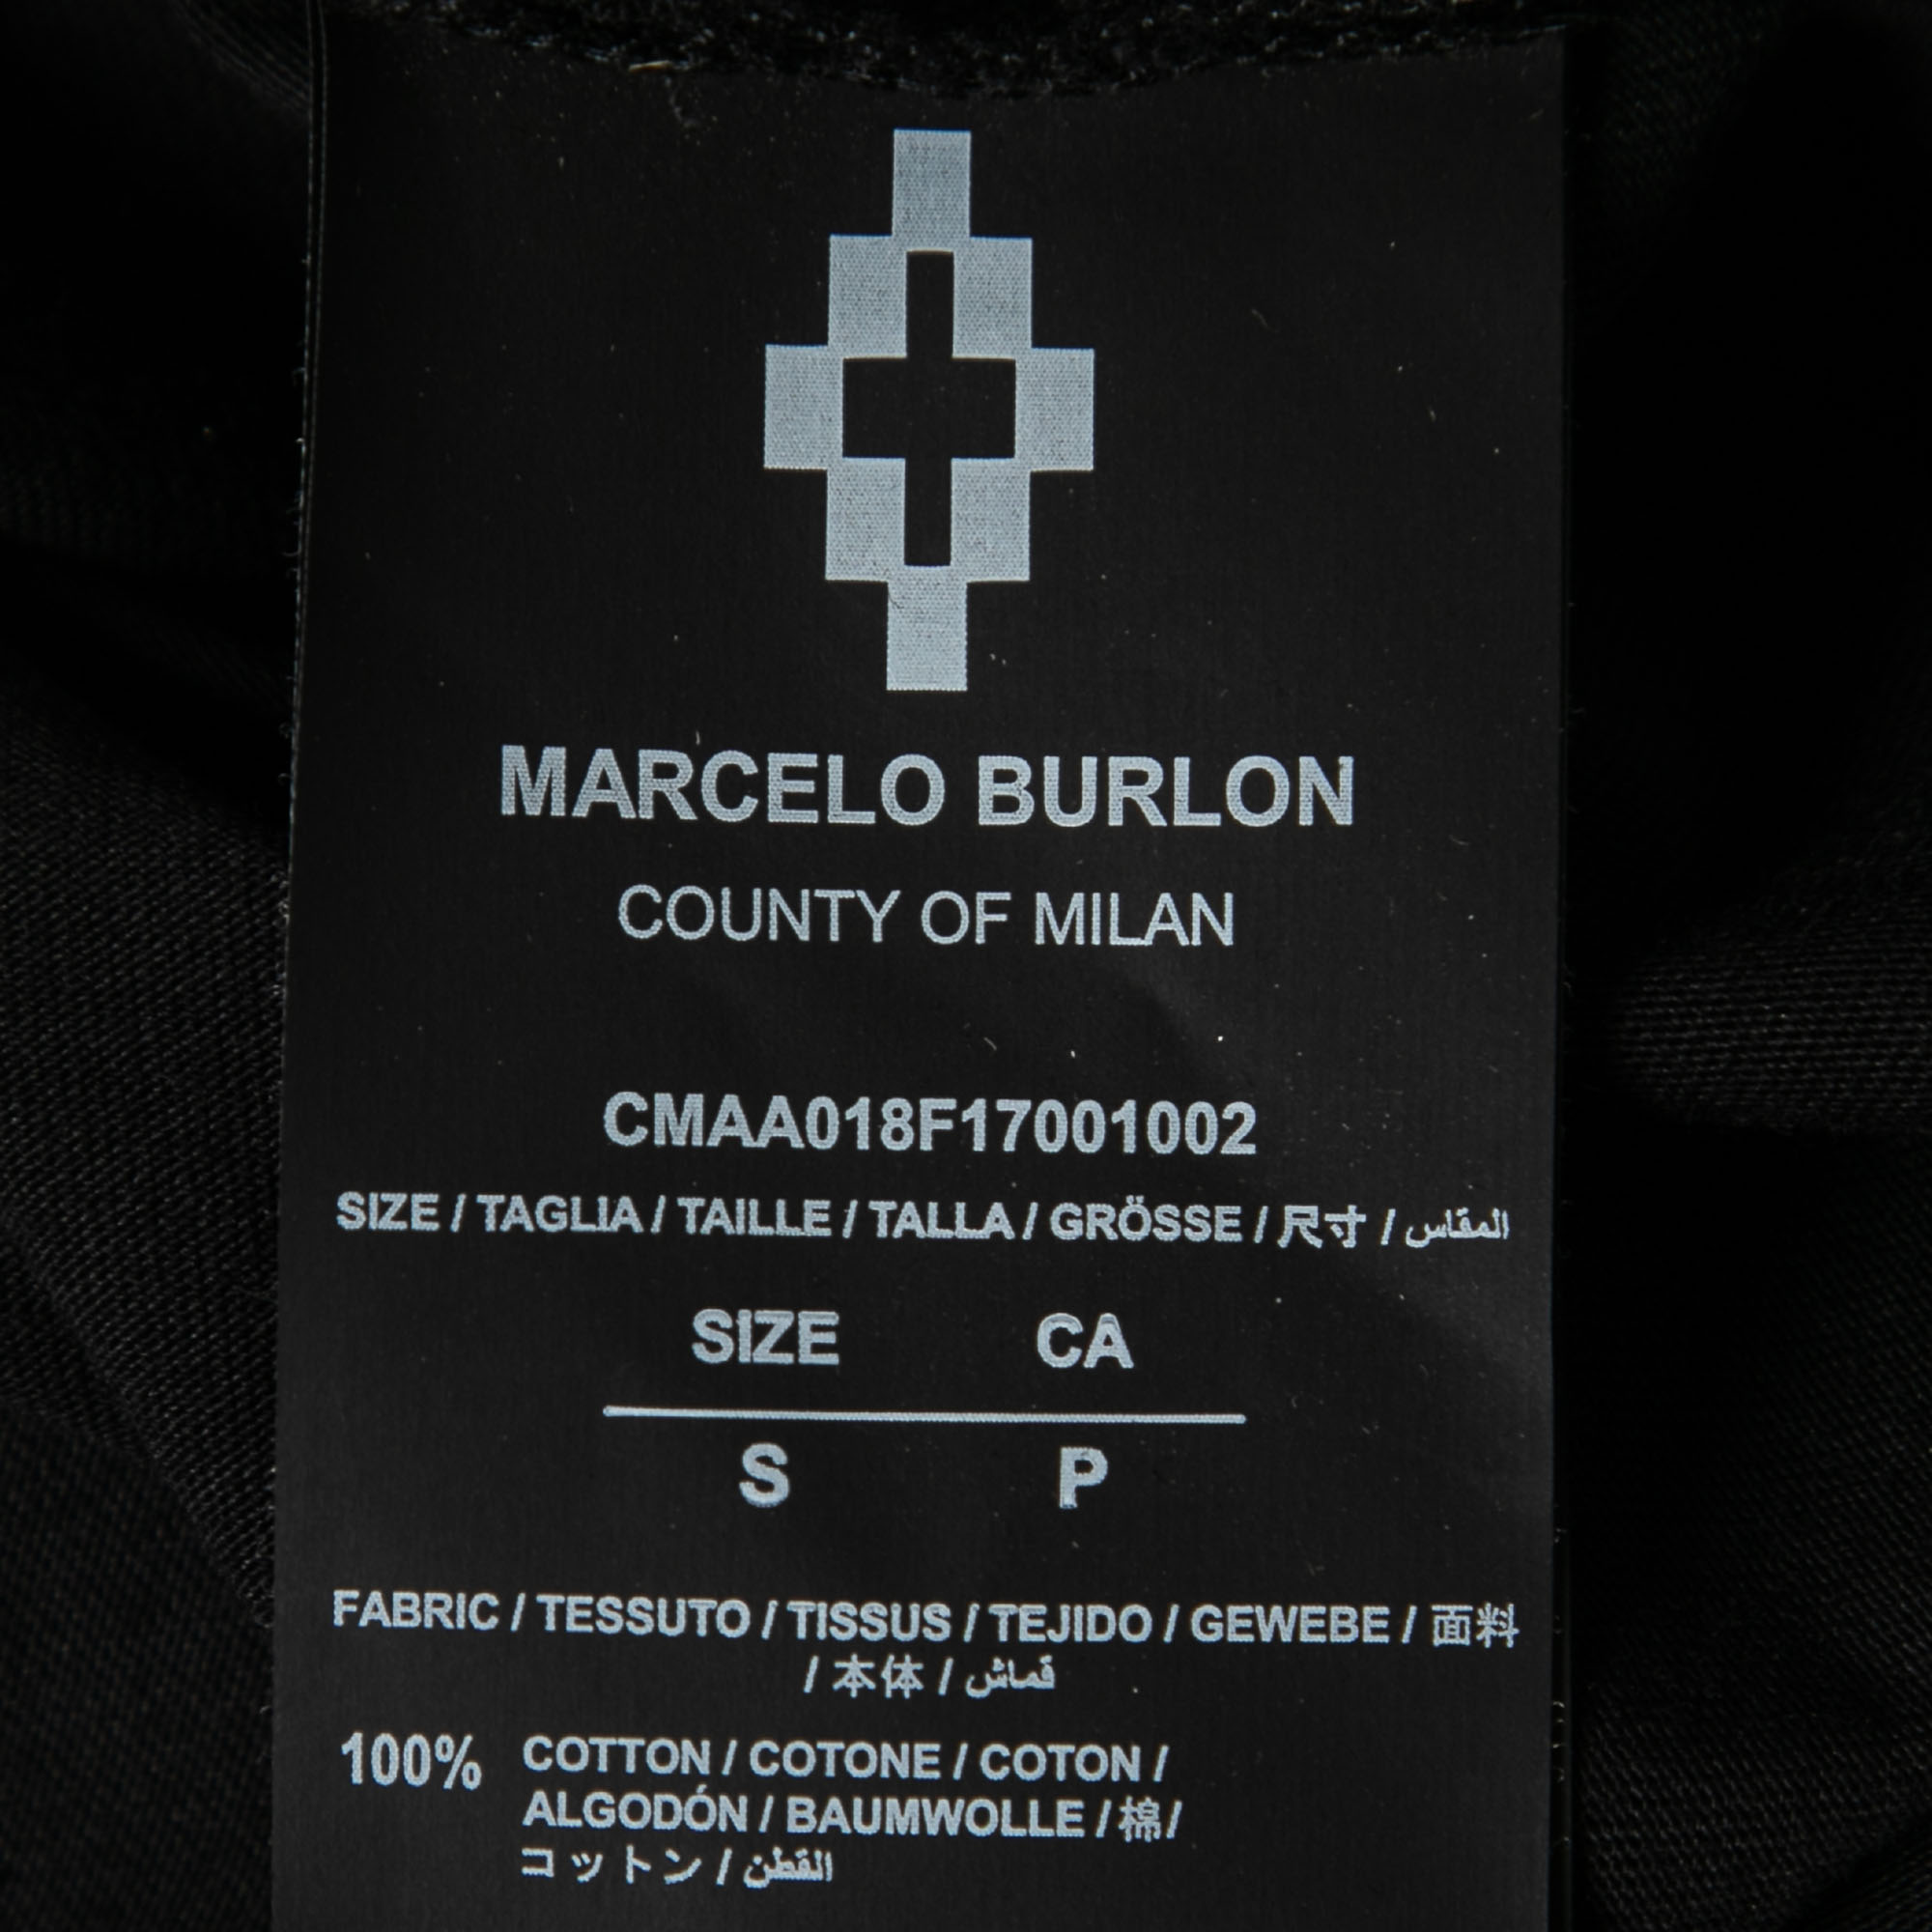 MARCELO BURLON
COUNTY OF MILAN
CMAA018F17001002
SIZE / TAGLIA / TAILLE / TALLA / GRÖSSE / 尺寸 / المقاس
SIZE CA
S P
FABRIC / TESSUTO / TISSUS / TEJIDO / GEWEBE / 面料
/ 本体 / قماش
100% COTTON / COTONE / COTON /
ALGODÓN / BAUMWOLLE / 棉/
コットン / القطن